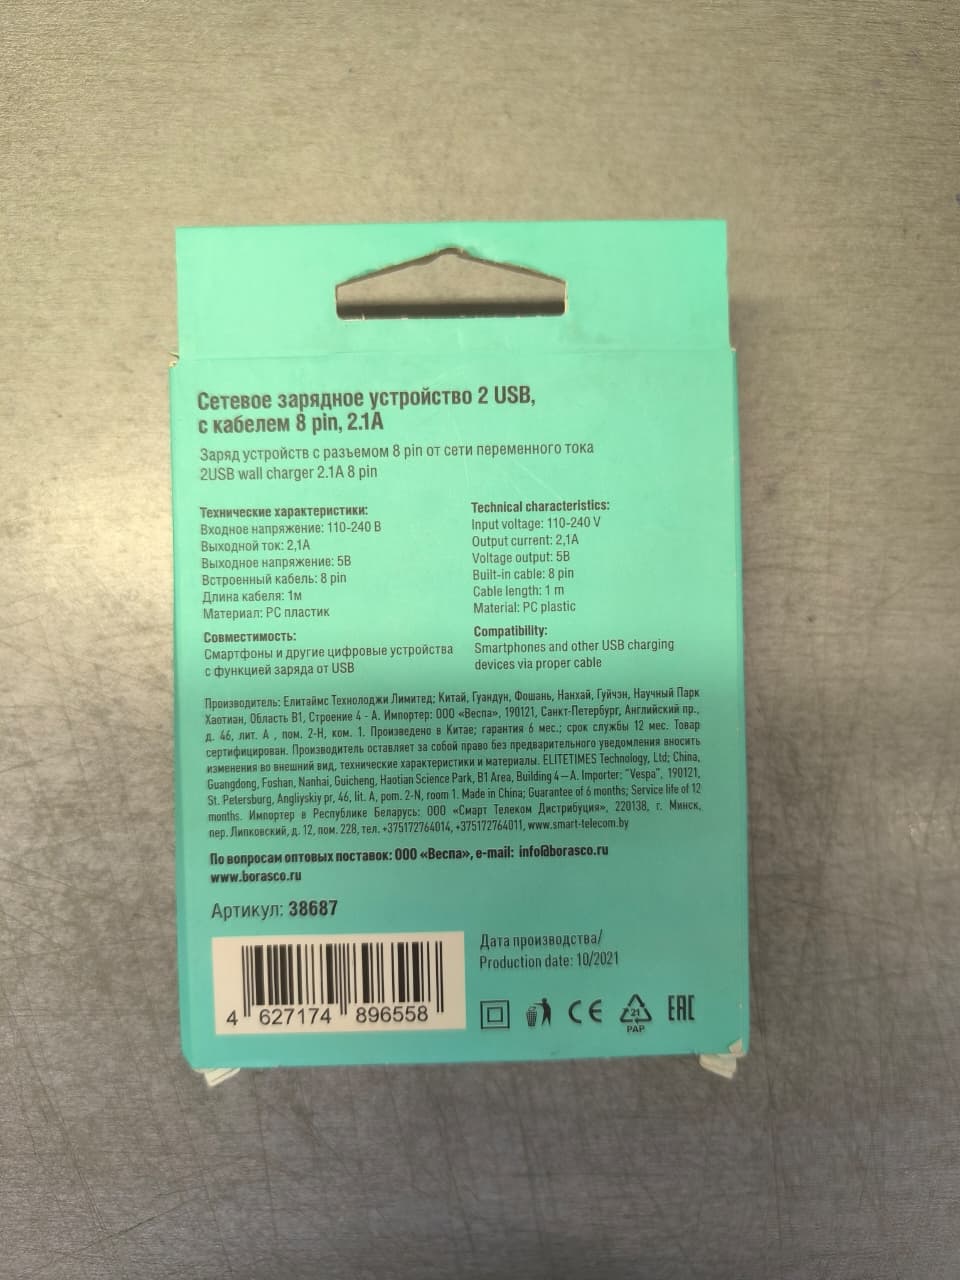 Сетевое зарядное устройство 2 USB,
с кабелем 8 pin, 2.1A
Заряд устройств с разъемом 8 pin от сети переменного тока
2USB wall charger 2.1A 8 pin
Технические характеристики:
Входное напряжение: 110-240 В
Выходной ток: 2,1А
Выходное напряжение: 5В
Встроенный кабель: 8 pin
Длина кабеля: 1м
Материал: PC пластик
Совместимость:
Смартфоны и другие цифровые устройства
с функцией заряда от USB
Technical characteristics:
Input voltage: 110-240 V
Output current: 2,1A
Voltage output: 5В
Built-in cable: 8 pin
Cable length: 1 m
Material: PC plastic
Compatibility:
Smartphones and other USB charging
devices via proper cable
Производитель: Елитаймс Технолоджи Лимитед; Китай, Гуандун, Фошань, Нанхай, Гуйчэн, Научный Парк
Хаотиан, Область B1, Строение 4 - А. Импортер: ООО «Веспа», 190121, Санкт-Петербург, Английский пр.,
д. 46, лит. А , пом. 2-Н, ком. 1. Произведено в Китае; гарантия 6 мес.; срок службы 12 мес. Товар
сертифицирован. Производитель оставляет за собой право без предварительного уведомления вносить
изменения во внешний вид, технические характеристики и материалы. ELITETIMES Technology, Ltd; China,
Guangdong, Foshan, Nanhai, Guicheng, Haotian Science Park, B1 Area, Building 4 – A. Importer: "Vespa", 190121,
St. Petersburg, Angliyskiy pr, 46, lit. A, pom. 2-N, room 1. Made in China; Guarantee of 6 months; Service life of 12
months. Импортер в Республике Беларусь: ООО «Смарт Телеком Дистрибуция», 220138, г. Минск,
пер. Липковский, д. 12, пом. 228, тел. +375172764014, +375172764011, www.smart-telecom.by
По вопросам оптовых поставок: ООО «Веспа», e-mail: info@borasco.ru
www.borasco.ru
Артикул: 38687
4 627174 896558
Дата производства/
Production date: 10/2021
CE
21
PAP
EAC